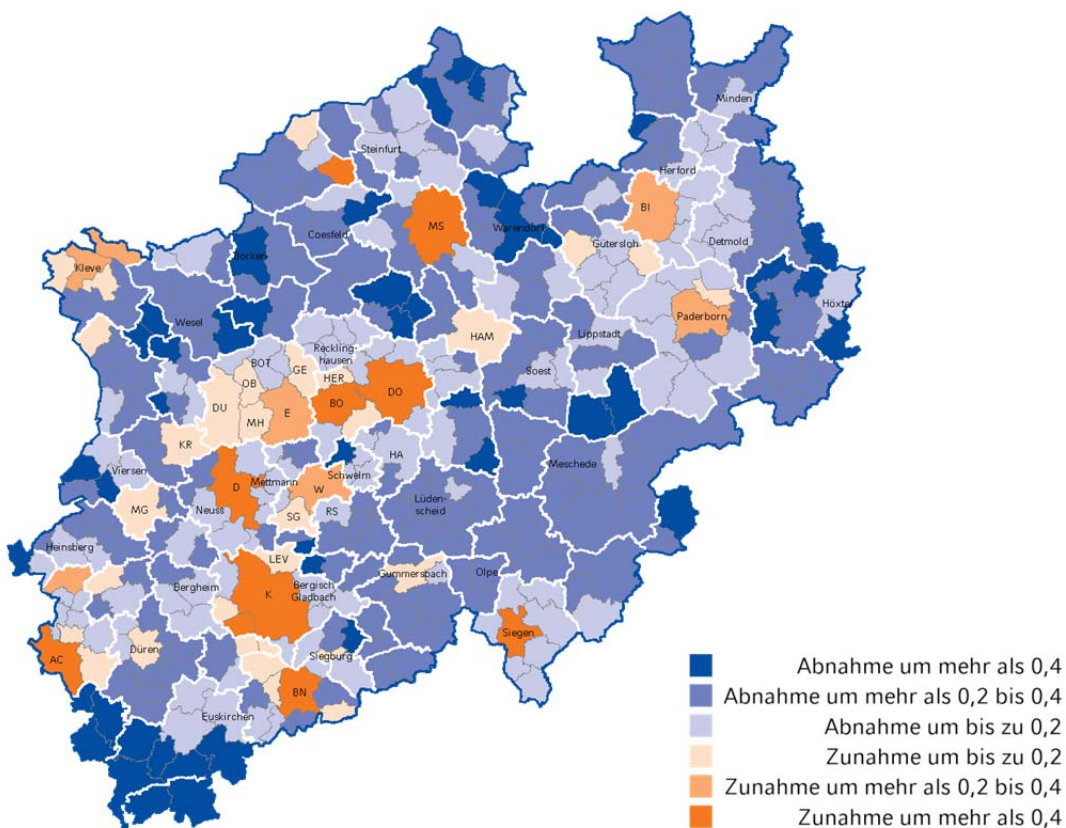 Minden
Steinfurt
Herford
BI
MS
Warendorf
Coesfeld
Gütersloh
Detmold
Borken
Kleve
Höxter
Paderborn
Wesel
HAM
Lippstadt
Reckling-
hausen
BOT
GE
Soest
OB
HER
DO
DU
E
BO
MH
KR
HA
Meschede
Viersen
Schwelm
Mettmann
D
W
Lüden-
scheid
MG
Neuss
SG
RS
Heinsberg
LEV
Gummersbach
Olpe
Bergheim
Bergisch
Gladbach
K
Siegen
Düren
AC
Siegburg
BN
Euskirchen
Abnahme um mehr als 0,4
Abnahme um mehr als 0,2 bis 0,4
Abnahme um bis zu 0,2
Zunahme um bis zu 0,2
Zunahme um mehr als 0,2 bis 0,4
Zunahme um mehr als 0,4